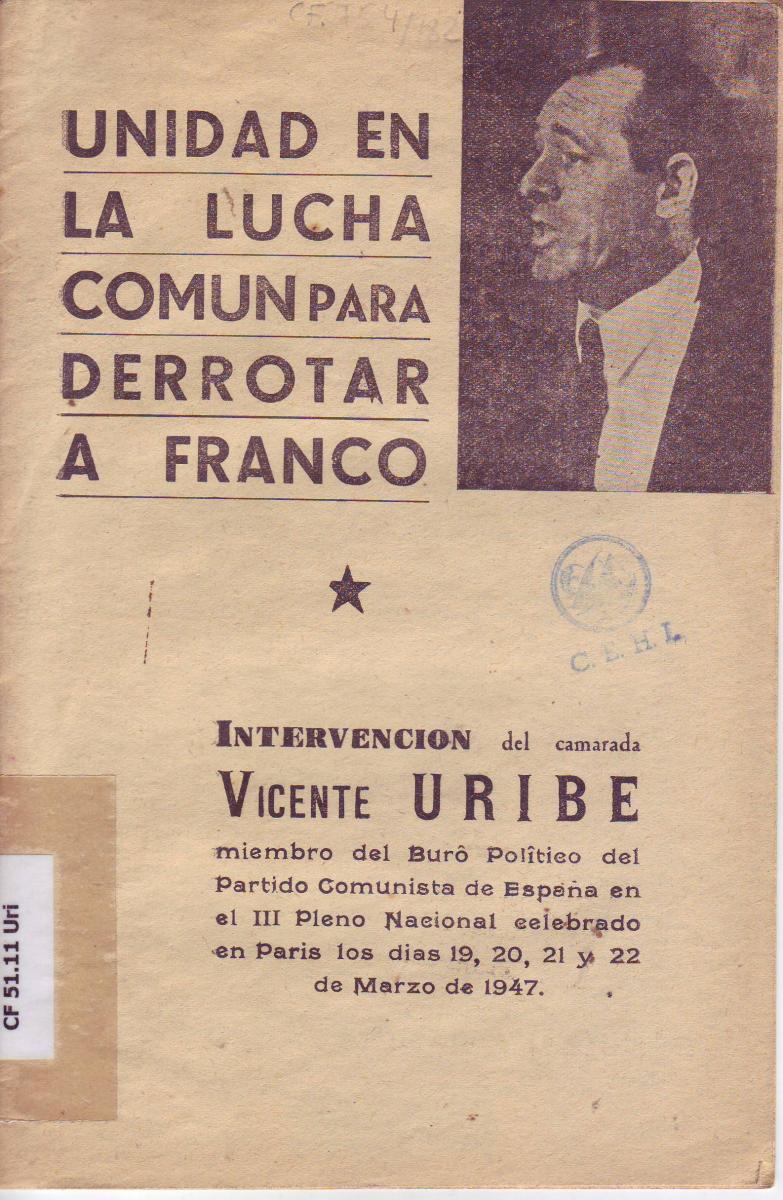 UNIDAD EN
LA LUCHA
COMUN PARA
DERROTAR
A FRANCO
C. E. H. I.
INTERVENCION del camarada
VICENTE URIBE
miembro del Burô Polîtico del
Partido Comunista de España en
el III Pleno Nacional celebrado
en Paris los dias 19, 20, 21 y 22
de Marzo de 1947.
CF 51.11 Uri